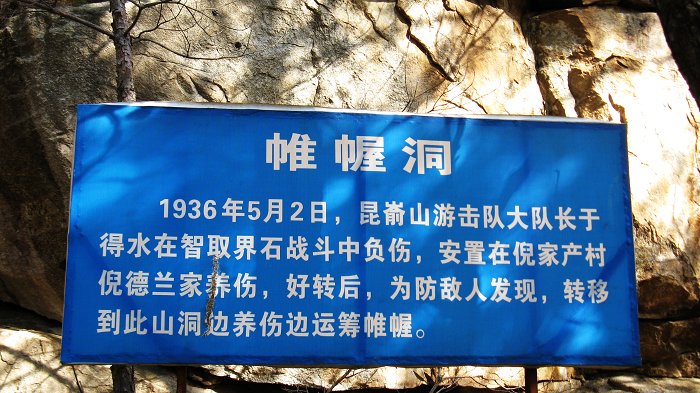 帷幄洞
1936年5月2日，昆嵛山游击队大队长于
得水在智取界石战斗中负伤，安置在倪家产村
倪德兰家养伤，好转后，为防敌人发现，转移
到此山洞边养伤边运筹帷幄。